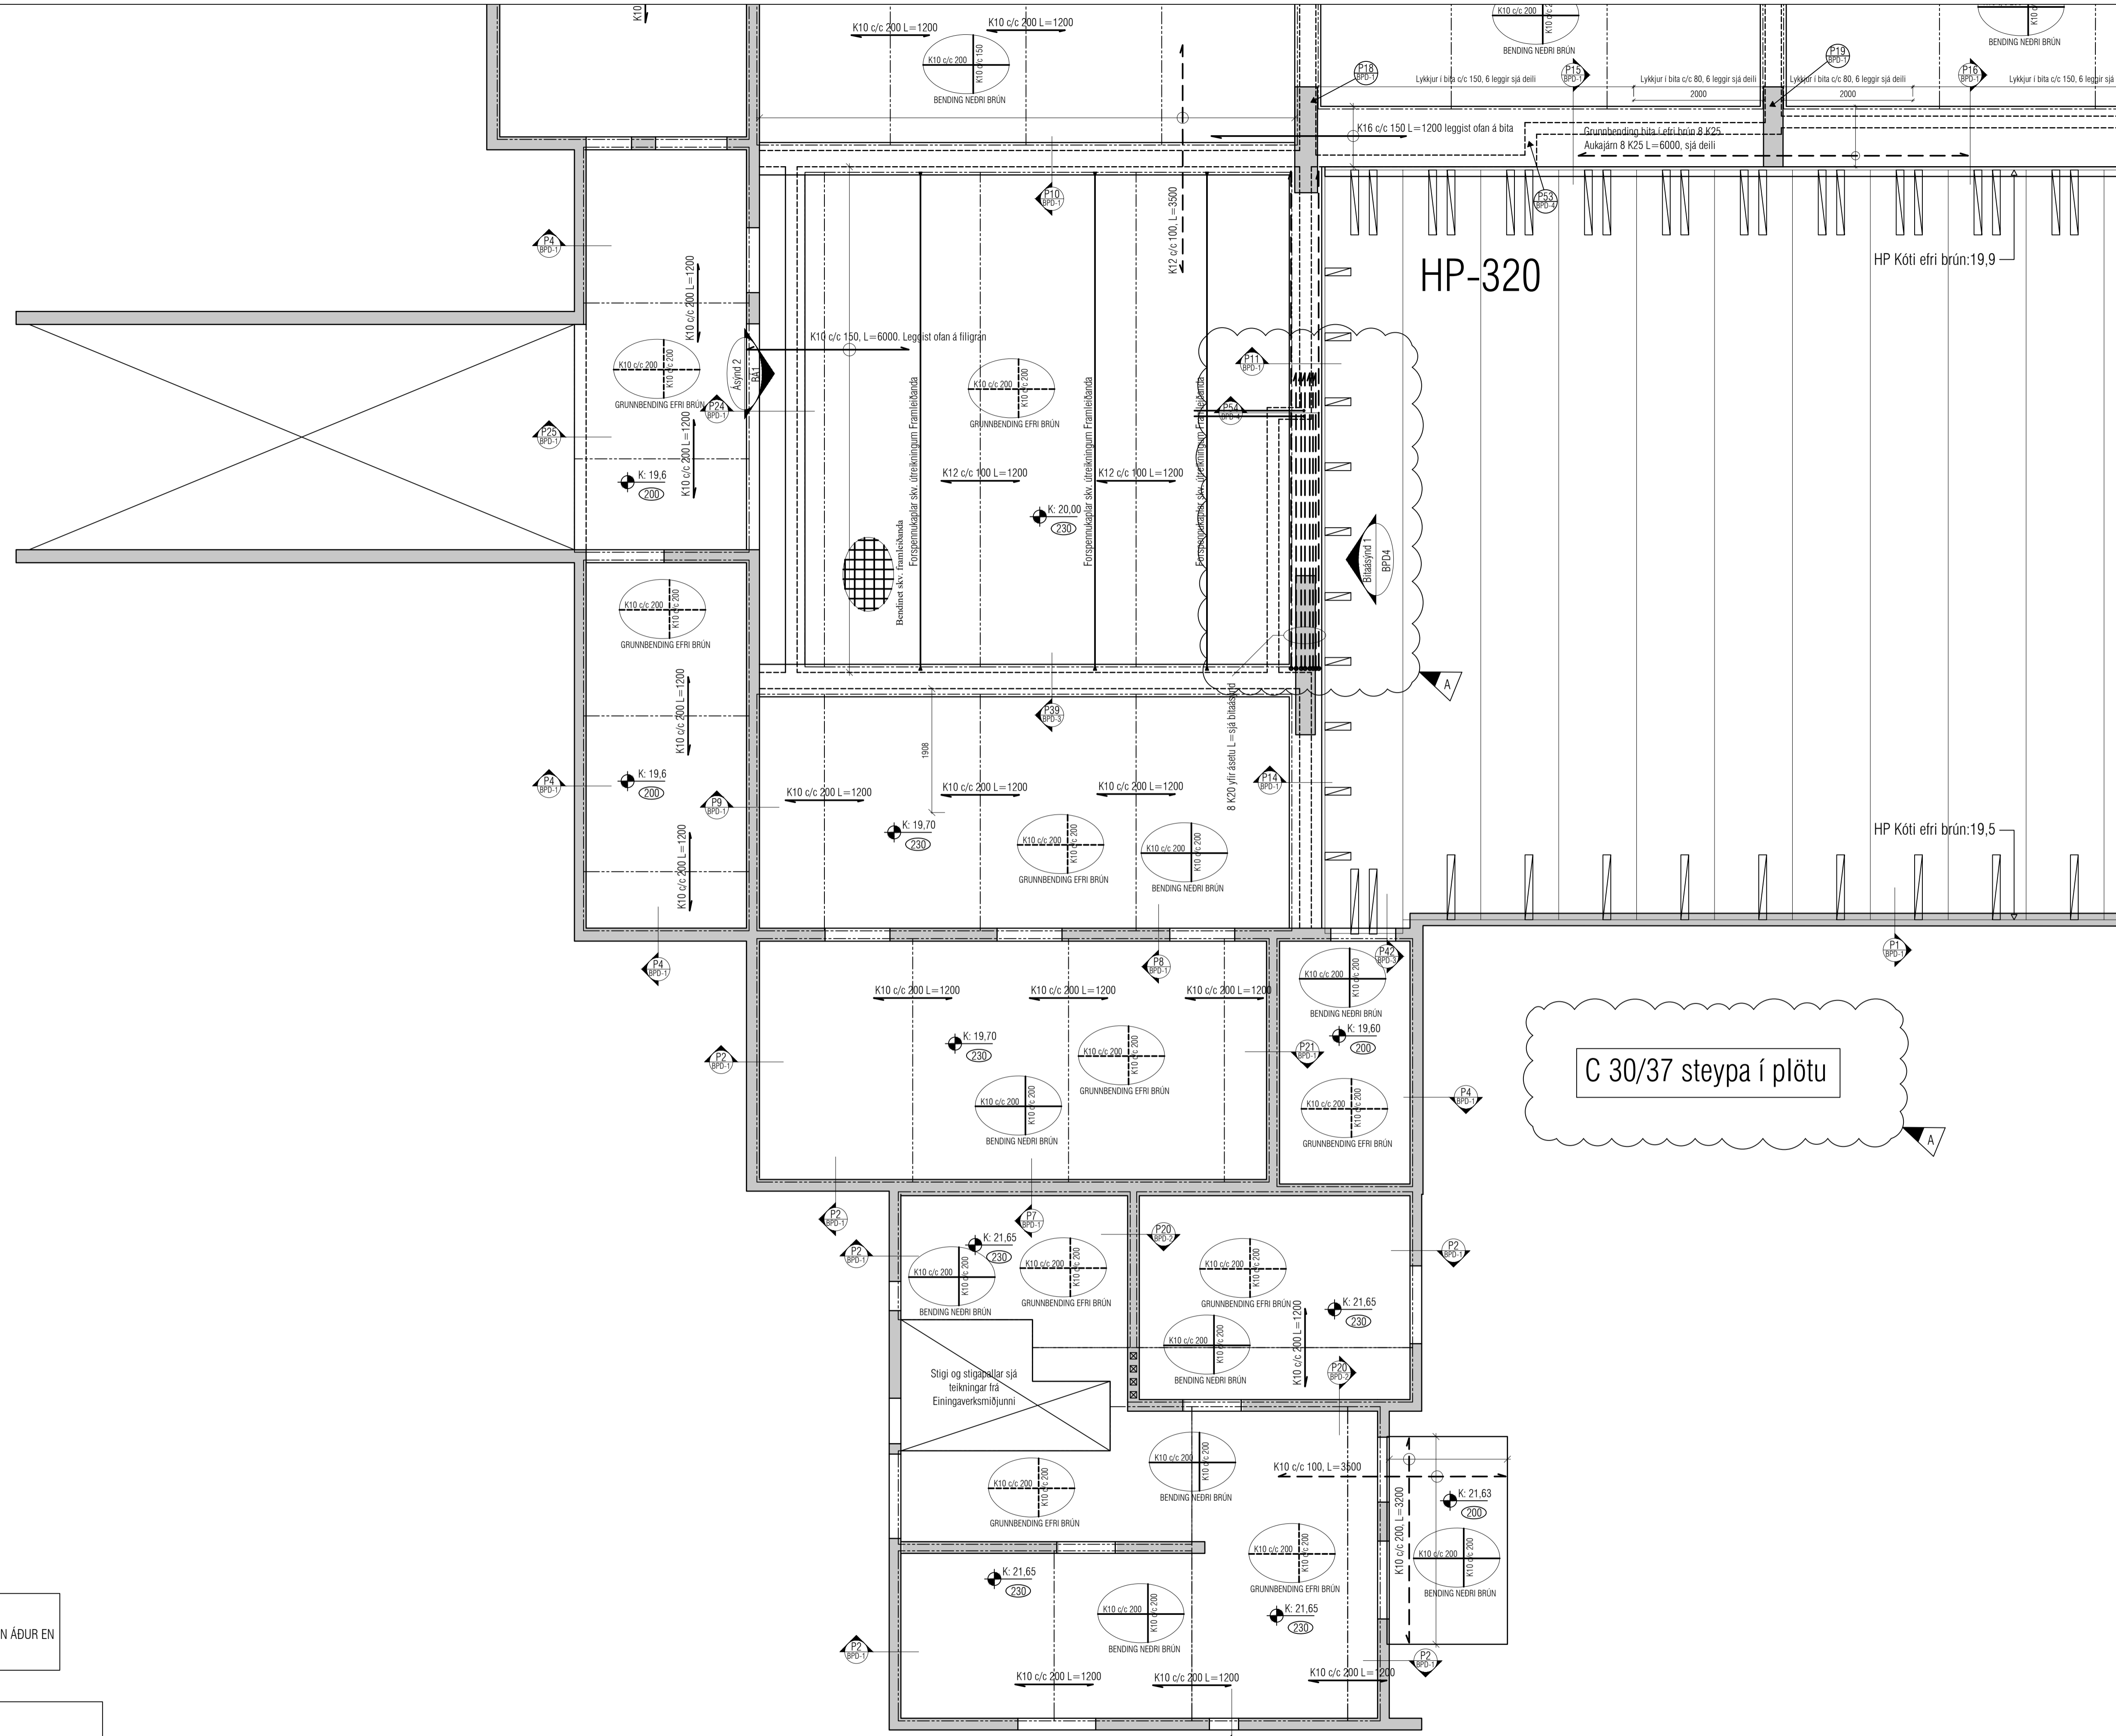 K10
K10 c/c 200 L=1200
K10 c/c 200 L=1200
K10 c/c 200
K10 c/c 150
BENDING NEÐRI BRÚN
K10 c/c 200
BENDING NEÐRI BRÚN
BENDING NEÐRI BRÚN
P18
BPD-1
Lykkjur í bita c/c 150, 6 leggir sjá deili
P15
BPD-1
Lykkjur í bita c/c 80, 6 leggir sjá deili
2000
P19
BPD-1
Lykkjur í bita c/c 80, 6 leggir sjá deili
2000
P16
BPD-1
Lykkjur í bita c/c 150, 6 leggir sjá
K16 c/c 150 L=1200 leggist ofan á bita
Grunnbending bita í efri brún 8 K25
Aukajárn 8 K25 L=6000, sjá deili
P10
BPD-1
K12 c/c 100, L=3500
P53
BPD-4
P4
BPD-1
HP-320
HP Kóti efri brún:19,9
K10 c/c 200 L=1200
K10 c/c 150, L=6000. Leggist ofan á filigran
K10 c/c 200
K10 c/c 200
GRUNNBENDING EFRI BRÚN
Ásýnd 2
BA1
P24
BPD-1
P25
BPD-1
K10 c/c 200 L=1200
K: 19,6
200
K10 c/c 200
K10 c/c 200
GRUNNBENDING EFRI BRÚN
Forspennukaplar skv. útreikningum Framleiðanda
Forspennukaplar skv. útreikningum Framleiðanda
Forspennukaplar skv. útreikningum Framleiðanda
P11
BPD-1
P54
BPD-4
K12 c/c 100 L=1200
K12 c/c 100 L=1200
K: 20,00
230
Bendinet skv. framleiðanda
Bitaásýnd 1
BPD4
A
8 K20 yfir ásetu L=sjá bitaásýnd
K10 c/c 200
K10 c/c 200
GRUNNBENDING EFRI BRÚN
K10 c/c 200 L=1200
P4
BPD-1
K: 19,6
200
P9
BPD-1
K10 c/c 200 L=1200
P39
BPD-3
1908
P14
BPD-1
K10 c/c 200 L=1200
K10 c/c 200 L=1200
K10 c/c 200 L=1200
K: 19,70
230
K10 c/c 200
K10 c/c 200
GRUNNBENDING EFRI BRÚN
K10 c/c 200
K10 c/c 200
BENDING NEÐRI BRÚN
HP Kóti efri brún:19,5
P4
BPD-1
P8
BPD-1
P42
BPD-3
P1
BPD-1
K10 c/c 200 L=1200
K10 c/c 200 L=1200
K10 c/c 200 L=1200
K10 c/c 200
K10 c/c 200
BENDING NEÐRI BRÚN
K: 19,70
230
K: 19,60
200
P2
BPD-1
P21
BPD-1
K10 c/c 200
K10 c/c 200
GRUNNBENDING EFRI BRÚN
K10 c/c 200
K10 c/c 200
BENDING NEÐRI BRÚN
K10 c/c 200
K10 c/c 200
GRUNNBENDING EFRI BRÚN
P4
BPD-1
C 30/37 steypa í plötu
A
P2
BPD-1
P7
BPD-1
P2
BPD-1
K: 21,65
230
P20
BPD-2
P2
BPD-1
K10 c/c 200
K10 c/c 200
BENDING NEÐRI BRÚN
K10 c/c 200
K10 c/c 200
GRUNNBENDING EFRI BRÚN
K10 c/c 200
K10 c/c 200
GRUNNBENDING EFRI BRÚN
K: 21,65
230
K10 c/c 200
K10 c/c 200
BENDING NEÐRI BRÚN
K10 c/c 200 L=1200
P20
BPD-2
Stigi og stigapallar sjá
teikningar frá
Einingaverksmiðjunni
K10 c/c 200
K10 c/c 200
BENDING NEÐRI BRÚN
K10 c/c 100, L=3500
K10 c/c 200
K10 c/c 200
GRUNNBENDING EFRI BRÚN
K: 21,63
200
K10 c/c 200, L=3200
K10 c/c 200
K10 c/c 200
BENDING NEÐRI BRÚN
K10 c/c 200
K10 c/c 200
GRUNNBENDING EFRI BRÚN
K: 21,65
230
K: 21,65
230
K10 c/c 200
K10 c/c 200
BENDING NEÐRI BRÚN
P2
BPD-1
P2
BPD-1
K10 c/c 200 L=1200
K10 c/c 200 L=1200
K10 c/c 200 L=1200
N ÁÐUR EN